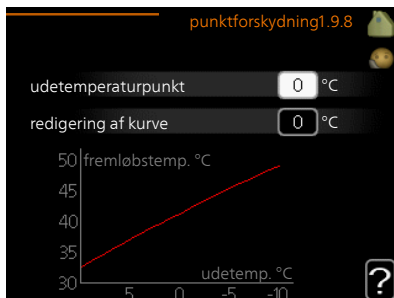 punktforskydning1.9.8
udetemperaturpunkt 0 °C
redigering af kurve 0 °C
50 fremløbstemp. °C
45
40
35
30
udetemp. °C
5 0 -5 -10
?